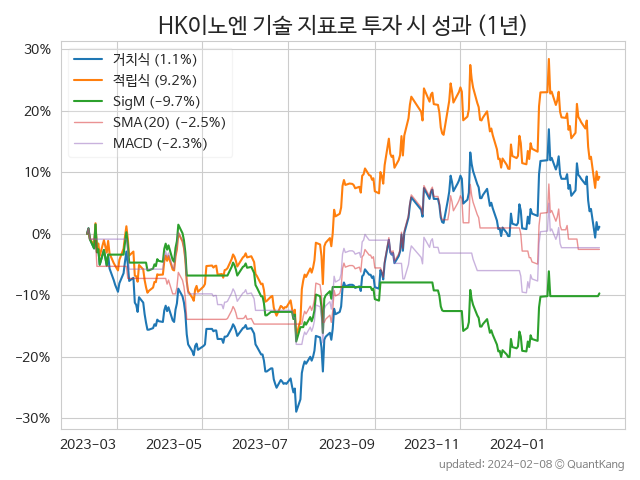 HK이노엔 기술 지표로 투자 시 성과 (1년)
30%
20%
10%
0%
−10%
−20%
−30%
거치식 (1.1%)
적립식 (9.2%)
SigM (−9.7%)
SMA(20) (−2.5%)
MACD (−2.3%)
2023-03 2023-05 2023-07 2023-09 2023-11 2024-01
updated: 2024-02-08 © QuantKang